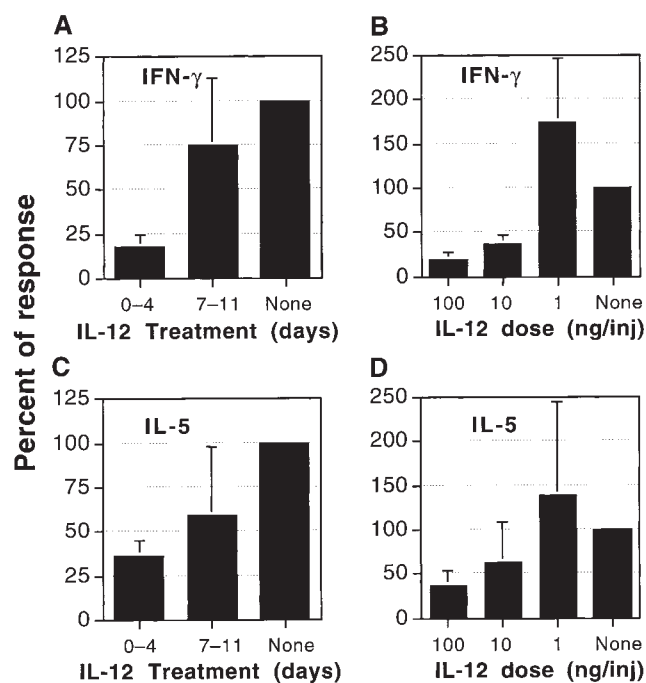 Percent of response
A
IFN-γ
125
100
75
50
25
0
0–4 7–11 None
IL-12 Treatment (days)
B
IFN-γ
250
200
150
100
50
0
100 10 1 None
IL-12 dose (ng/inj)
C
IL-5
125
100
75
50
25
0
0–4 7–11 None
IL-12 Treatment (days)
D
IL-5
250
200
150
100
50
0
100 10 1 None
IL-12 dose (ng/inj)